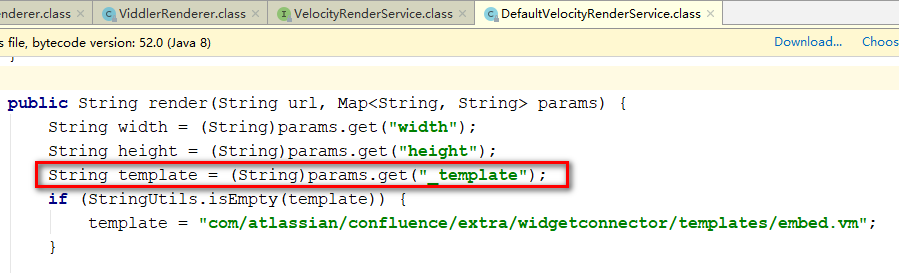 nderer.class × ViddlerRenderer.class × VelocityRenderService.class × DefaultVelocityRenderService.class ×
s file, bytecode version: 52.0 (Java 8) Download... Choos
}
public String render(String url, Map<String, String> params) {
String width = (String)params.get("width");
String height = (String)params.get("height");
String template = (String)params.get("_template");
if (StringUtils.isEmpty(template)) {
template = "com/atlassian/confluence/extra/widgetconnector/templates/embed.vm";
}